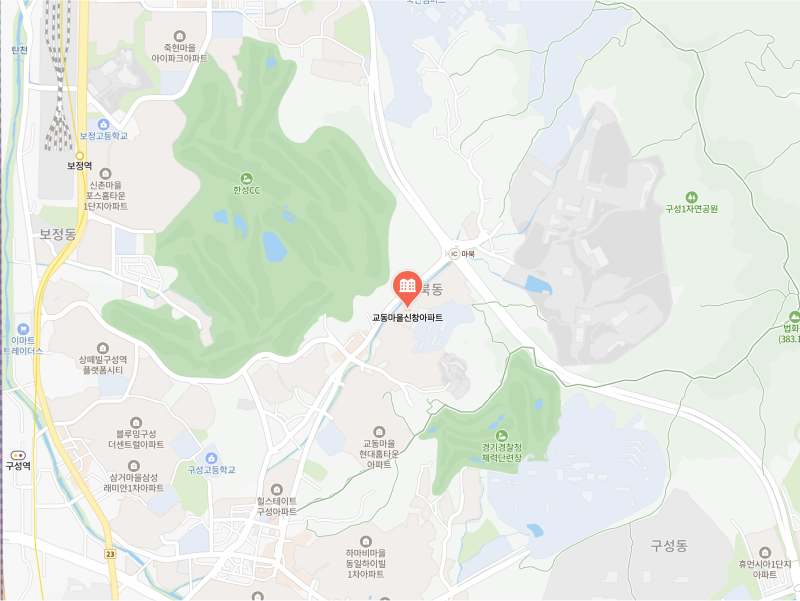 탄천
죽현마을
아이파크아파트
보정고등학교
보정역
신촌마을
포스홈타운
1단지아파트
한성CC
구성1자연공원
보정동
IC 마북
북동
교동마을신창아파트
법화
(383.1
이마트
트레이더스
상떼빌구성역
플랫폼시티
블루밍구성
더센트럴아파트
교동마을
현대홈타운
아파트
경기경찰청
체력단련장
구성역
삼거마을삼성
래미안1차아파트
구성고등학교
힐스테이트
구성아파트
23
하마비마을
동일하이빌
1차아파트
구성동
휴먼시아1단지
아파트